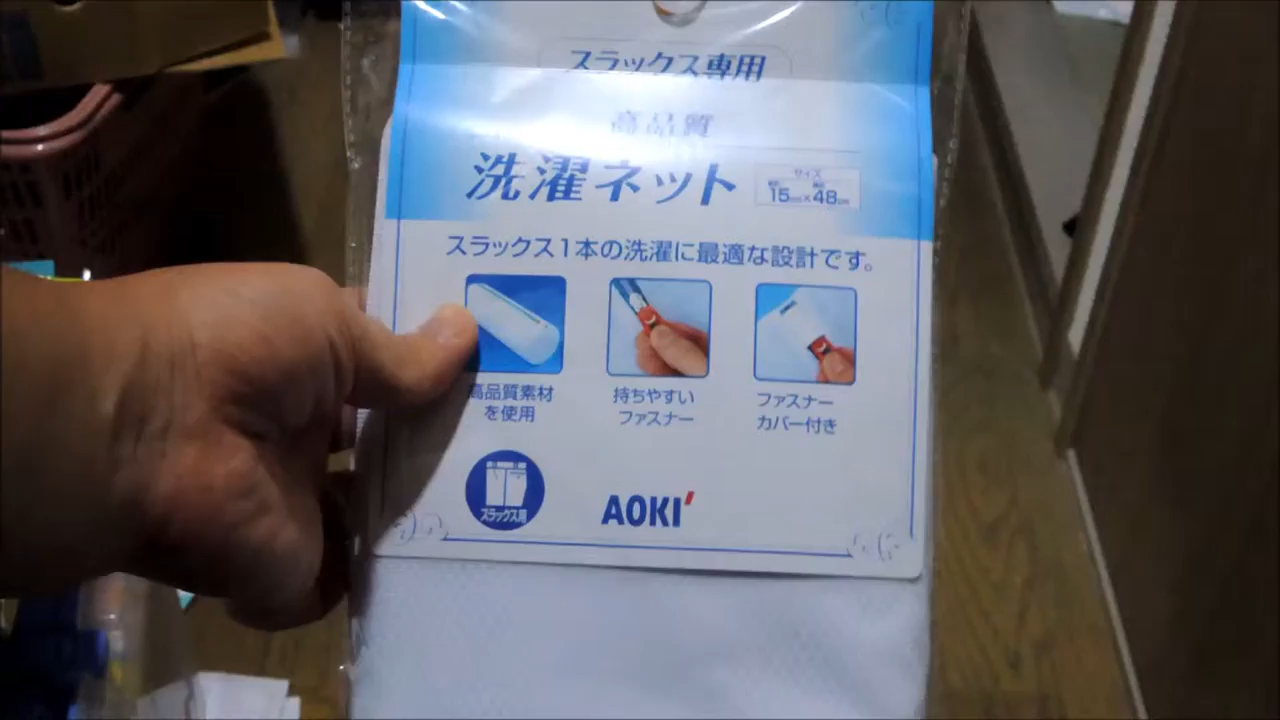 スラックス専用
高品質
洗濯ネット
サイズ
15cm×48cm
スラックス1本の洗濯に最適な設計です。
高品質素材
を使用
持ちやすい
ファスナー
ファスナー
カバー付き
スラックス用
AOKI'